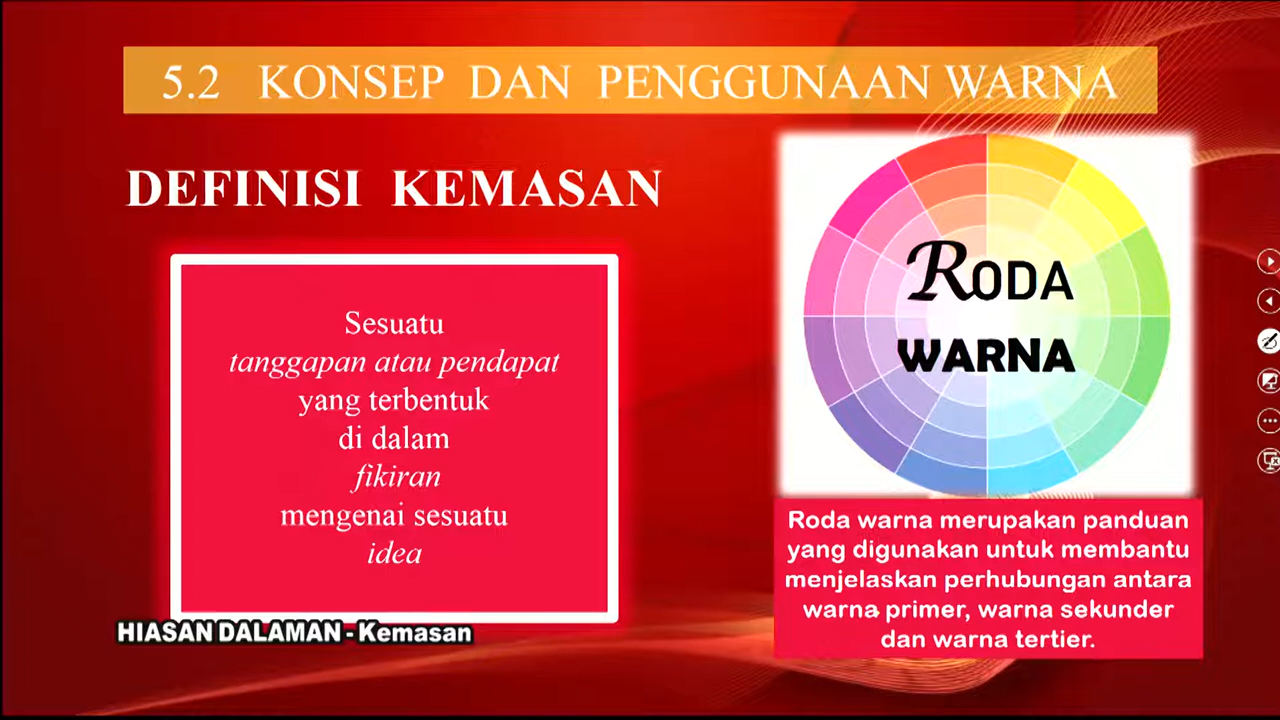 5.2 KONSEP DAN PENGGUNAAN WARNA
DEFINISI KEMASAN
Sesuatu
tanggapan atau pendapat
yang terbentuk
di dalam
fikiran
mengenai sesuatu
idea
HIASAN DALAMAN - Kemasan
RODA
WARNA
Roda warna merupakan panduan
yang digunakan untuk membantu
menjelaskan perhubungan antara
warna primer, warna sekunder
dan warna tertier.